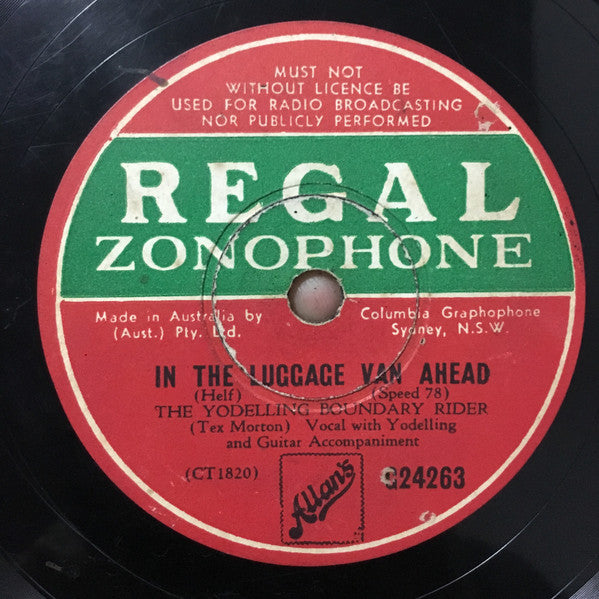 MUST NOT
WITHOUT LICENCE BE
USED FOR RADIO BROADCASTING
NOR PUBLICLY PERFORMED
REGAL
ZONOPHONE
Made in Australia by Columbia Graphophone
(Aust.) Pty. Ltd. Sydney, N.S.W.
IN THE LUGGAGE VAN AHEAD
(Helf) (Speed 78)
THE YODELLING BOUNDARY RIDER
(Tex Morton) Vocal with Yodelling
and Guitar Accompaniment
(CT1820) Allan's G24263